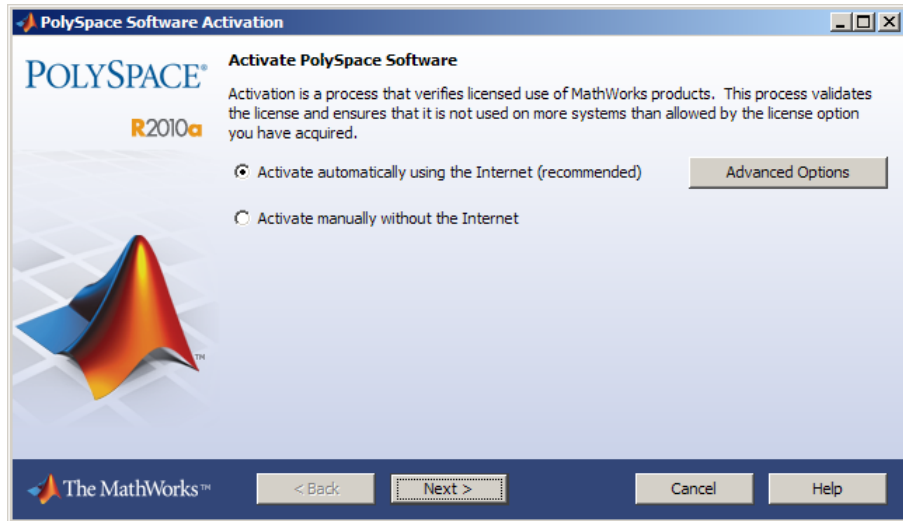 PolySpace Software Activation
POLYSPACE®
R2010a
Activate PolySpace Software
Activation is a process that verifies licensed use of MathWorks products. This process validates
the license and ensures that it is not used on more systems than allowed by the license option
you have acquired.
Activate automatically using the Internet (recommended)
Advanced Options
Activate manually without the Internet
TM
The MathWorks™
< Back
Next >
Cancel
Help